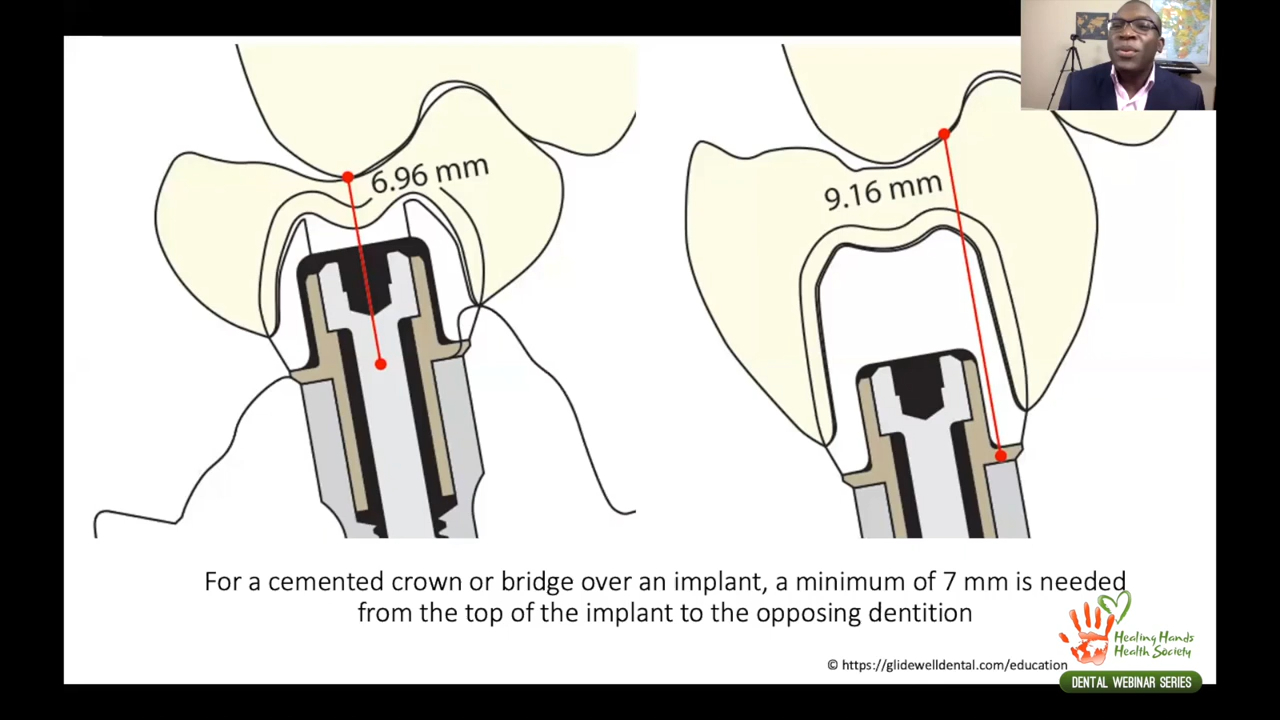 6.96 mm
9.16 mm
For a cemented crown or bridge over an implant, a minimum of 7 mm is needed
from the top of the implant to the opposing dentition
© https://glidewelldental.com/education
Healing Hands
Health Society
DENTAL WEBINAR SERIES